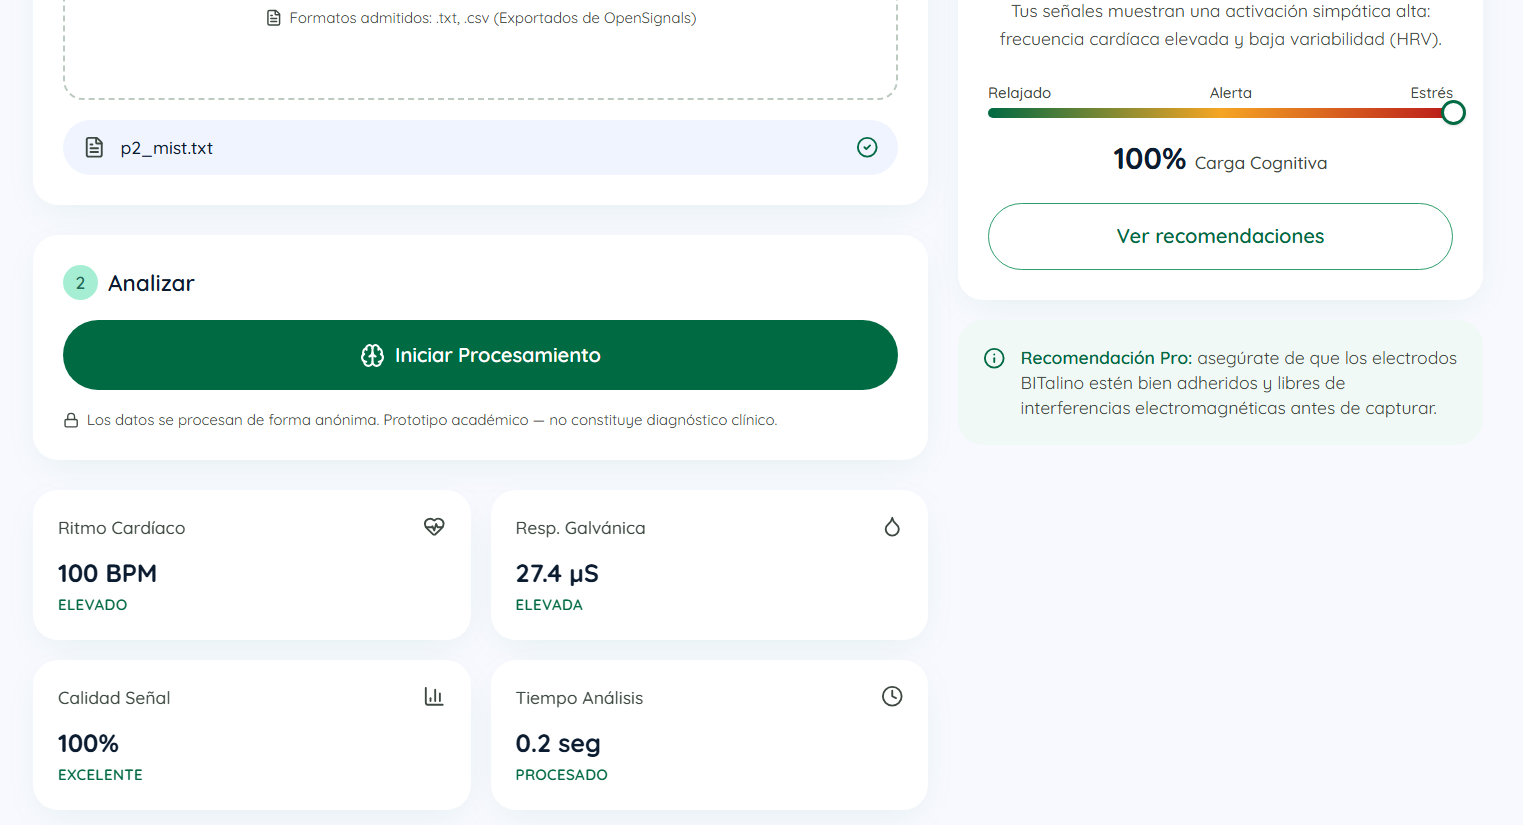 Formatos admitidos: .txt, .csv (Exportados de OpenSignals)
p2_mist.txt
2 Analizar
Iniciar Procesamiento
Los datos se procesan de forma anónima. Prototipo académico — no constituye diagnóstico clínico.
Ritmo Cardíaco
100 BPM
ELEVADO
Resp. Galvánica
27.4 µS
ELEVADA
Calidad Señal
100%
EXCELENTE
Tiempo Análisis
0.2 seg
PROCESADO
Tus señales muestran una activación simpática alta:
frecuencia cardíaca elevada y baja variabilidad (HRV).
Relajado Alerta Estrés
100% Carga Cognitiva
Ver recomendaciones
Recomendación Pro: asegúrate de que los electrodos
BITalino estén bien adheridos y libres de
interferencias electromagnéticas antes de capturar.